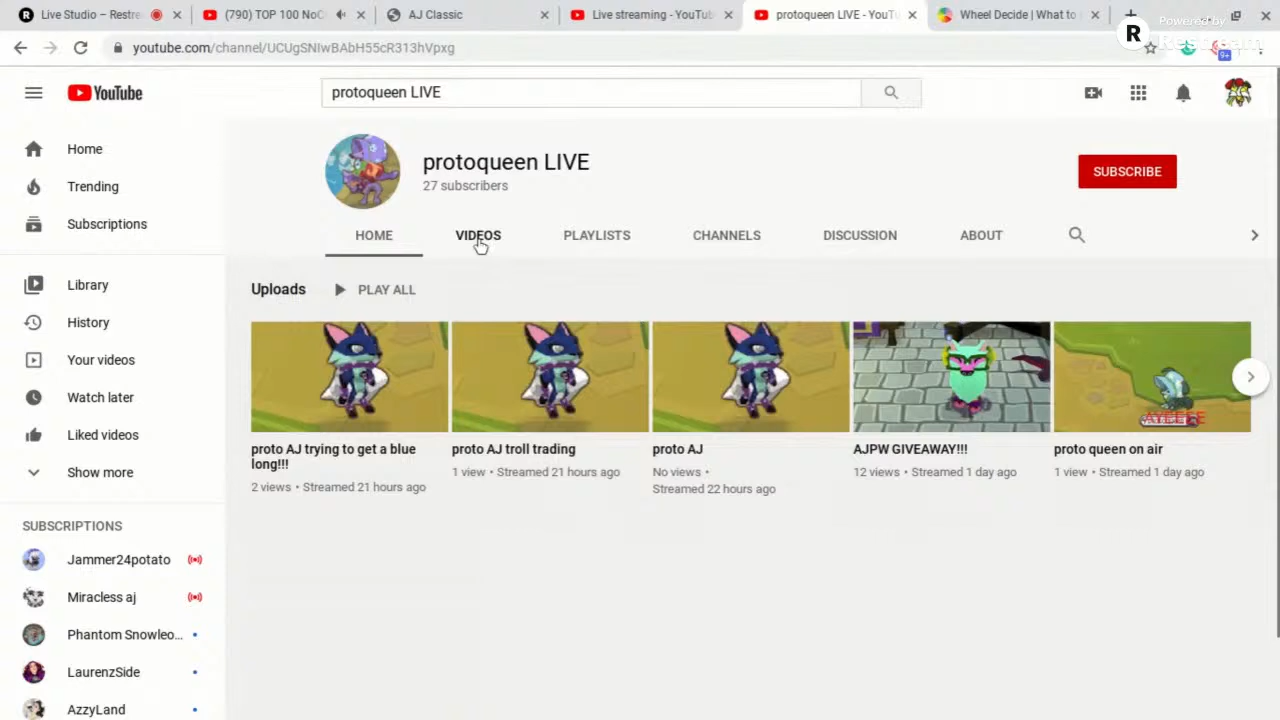 Live Studio – Restre
(790) TOP 100 NoC
AJ Classic
Live streaming - YouTub
protoqueen LIVE - YouT
Wheel Decide | What to
Powered by
R Restream
youtube.com/channel/UCUgSNIwBAbH55cR313hVpxg
9+
YouTube
protoqueen LIVE
Home
Trending
Subscriptions
Library
History
Your videos
Watch later
Liked videos
Show more
SUBSCRIPTIONS
Jammer24potato
Miracless aj
Phantom Snowleo...
LaurenzSide
AzzyLand
protoqueen LIVE
27 subscribers
SUBSCRIBE
HOME VIDEOS PLAYLISTS CHANNELS DISCUSSION ABOUT
Uploads PLAY ALL
proto AJ trying to get a blue
long!!!
2 views • Streamed 21 hours ago
proto AJ troll trading
1 view • Streamed 21 hours ago
proto AJ
No views •
Streamed 22 hours ago
AJPW GIVEAWAY!!!
12 views • Streamed 1 day ago
AYEEFE
proto queen on air
1 view • Streamed 1 day ago